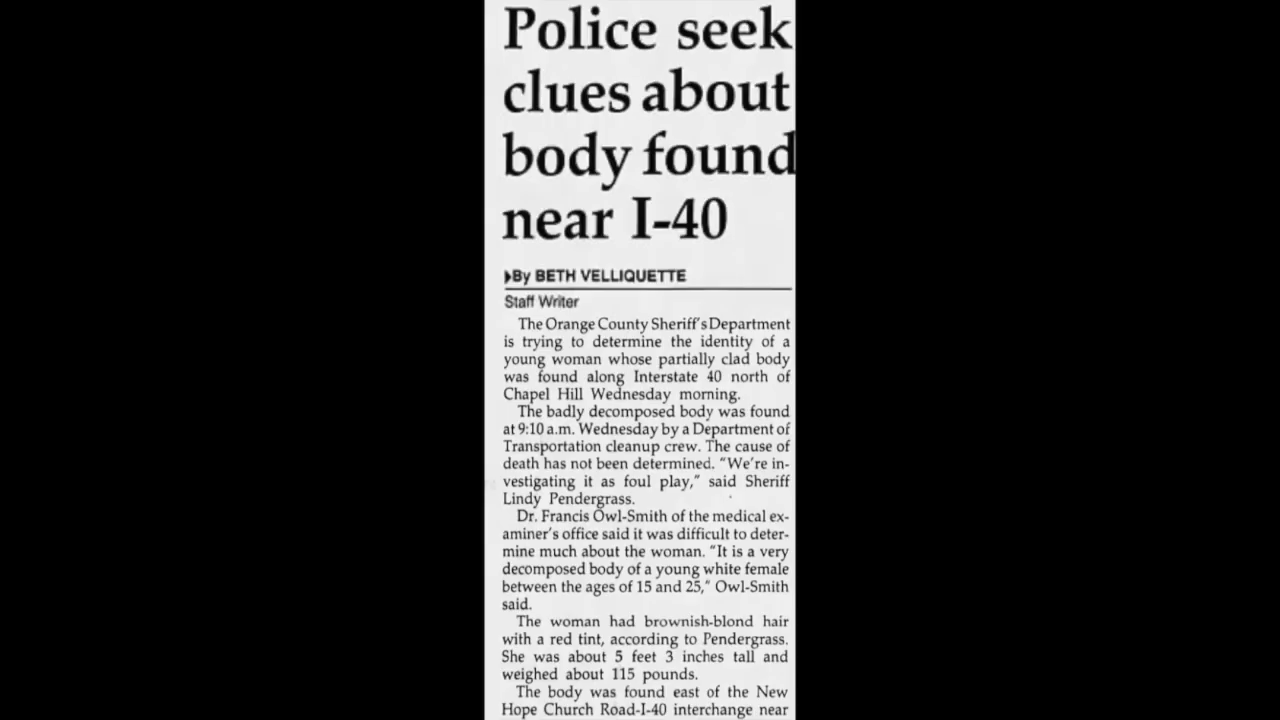 Police seek
clues about
body found
near I-40
By BETH VELLIQUETTE
Staff Writer
The Orange County Sheriff's Department
is trying to determine the identity of a
young woman whose partially clad body
was found along Interstate 40 north of
Chapel Hill Wednesday morning.
The badly decomposed body was found
at 9:10 a.m. Wednesday by a Department of
Transportation cleanup crew. The cause of
death has not been determined. "We're in-
vestigating it as foul play," said Sheriff
Lindy Pendergrass.
Dr. Francis Owl-Smith of the medical ex-
aminer's office said it was difficult to deter-
mine much about the woman. "It is a very
decomposed body of a young white female
between the ages of 15 and 25," Owl-Smith
said.
The woman had brownish-blond hair
with a red tint, according to Pendergrass.
She was about 5 feet 3 inches tall and
weighed about 115 pounds.
The body was found east of the New
Hope Church Road-I-40 interchange near